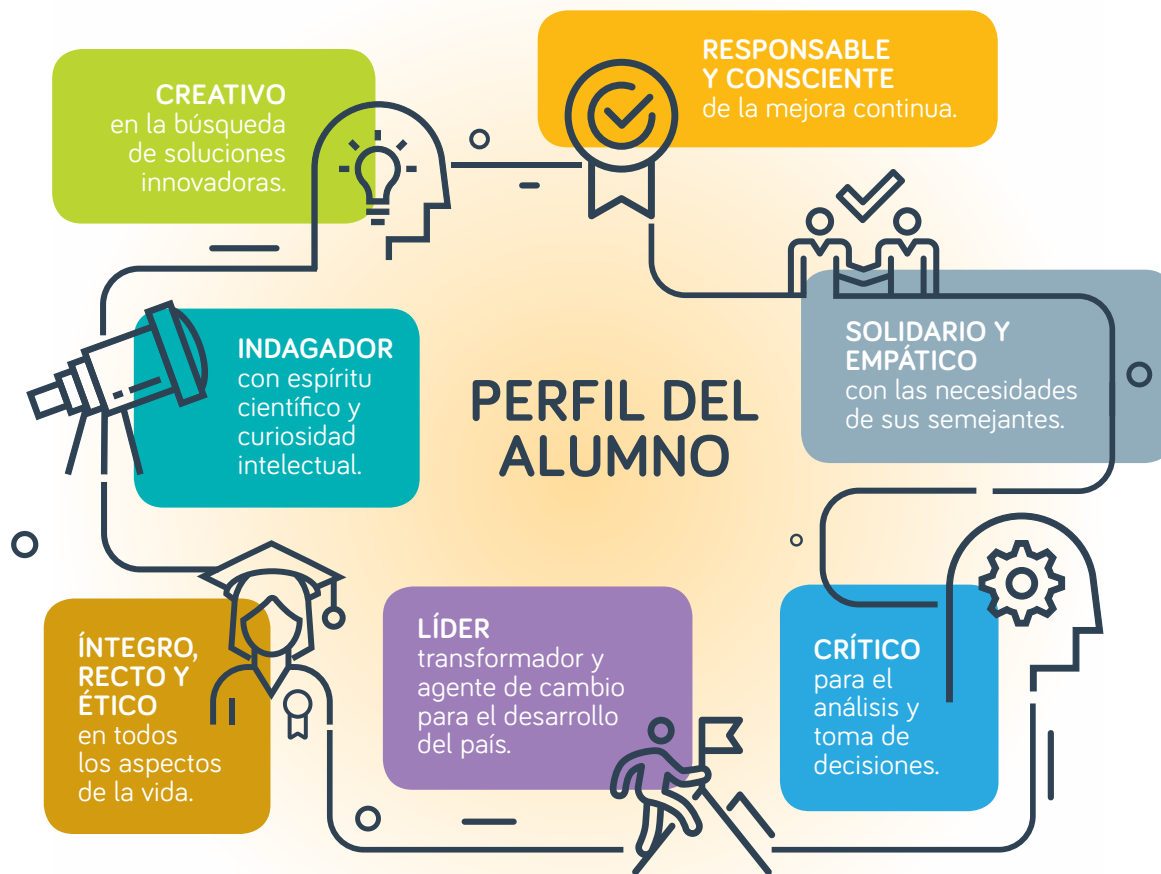 CREATIVO
en la búsqueda
de soluciones
innovadoras.
RESPONSABLE
Y CONSCIENTE
de la mejora continua.
INDAGADOR
con espíritu
científico y
curiosidad
intelectual.
PERFIL DEL
ALUMNO
SOLIDARIO Y
EMPÁTICO
con las necesidades
de sus semejantes.
ÍNTEGRO,
RECTO Y
ÉTICO
en todos
los aspectos
de la vida.
LÍDER
transformador y
agente de cambio
para el desarrollo
del país.
CRÍTICO
para el
análisis y
toma de
decisiones.